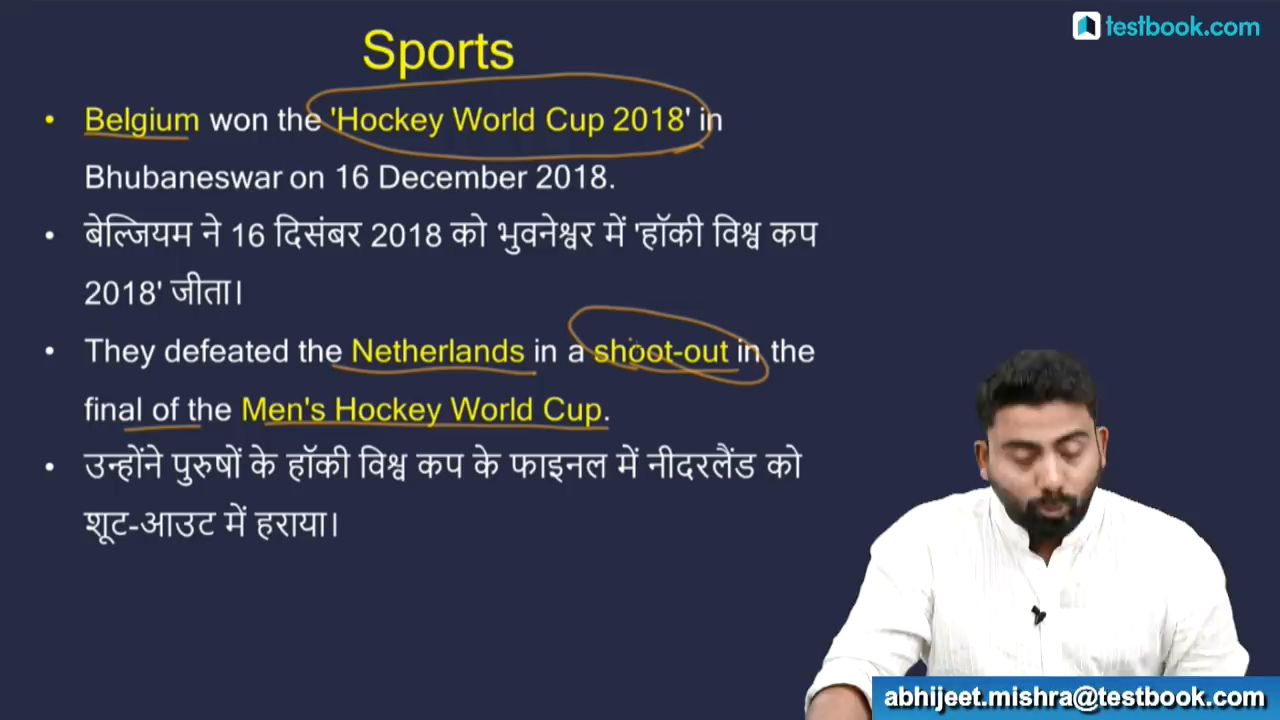 Sports
testbook.com
• Belgium won the 'Hockey World Cup 2018' in
Bhubaneswar on 16 December 2018.
• बेल्जियम ने 16 दिसंबर 2018 को भुवनेश्वर में 'हॉकी विश्व कप
2018' जीता।
• They defeated the Netherlands in a shoot-out in the
final of the Men's Hockey World Cup.
• उन्होंने पुरुषों के हॉकी विश्व कप के फाइनल में नीदरलैंड को
शूट-आउट में हराया।
abhijeet.mishra@testbook.com